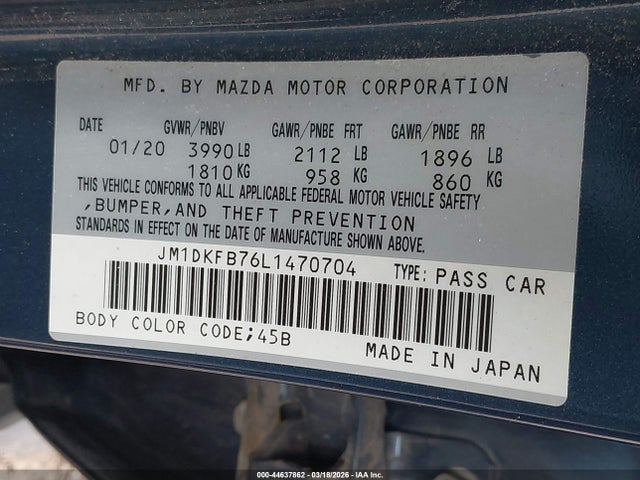 MFD. BY MAZDA MOTOR CORPORATION
DATE GVWR/PNBV GAWR/PNBE FRT GAWR/PNBE RR
01/20 3990 LB 2112 LB 1896 LB
1810 KG 958 KG 860 KG
THIS VEHICLE CONFORMS TO ALL APPLICABLE FEDERAL MOTOR VEHICLE SAFETY
,BUMPER,AND THEFT PREVENTION
STANDARDS IN EFFECT ON THE DATE OF MANUFACTURE SHOWN ABOVE.
JM1DKFB76L1470704 TYPE: PASS CAR
BODY COLOR CODE;45B
MADE IN JAPAN
000-44637862 - 03/18/2026 - IAA Inc.